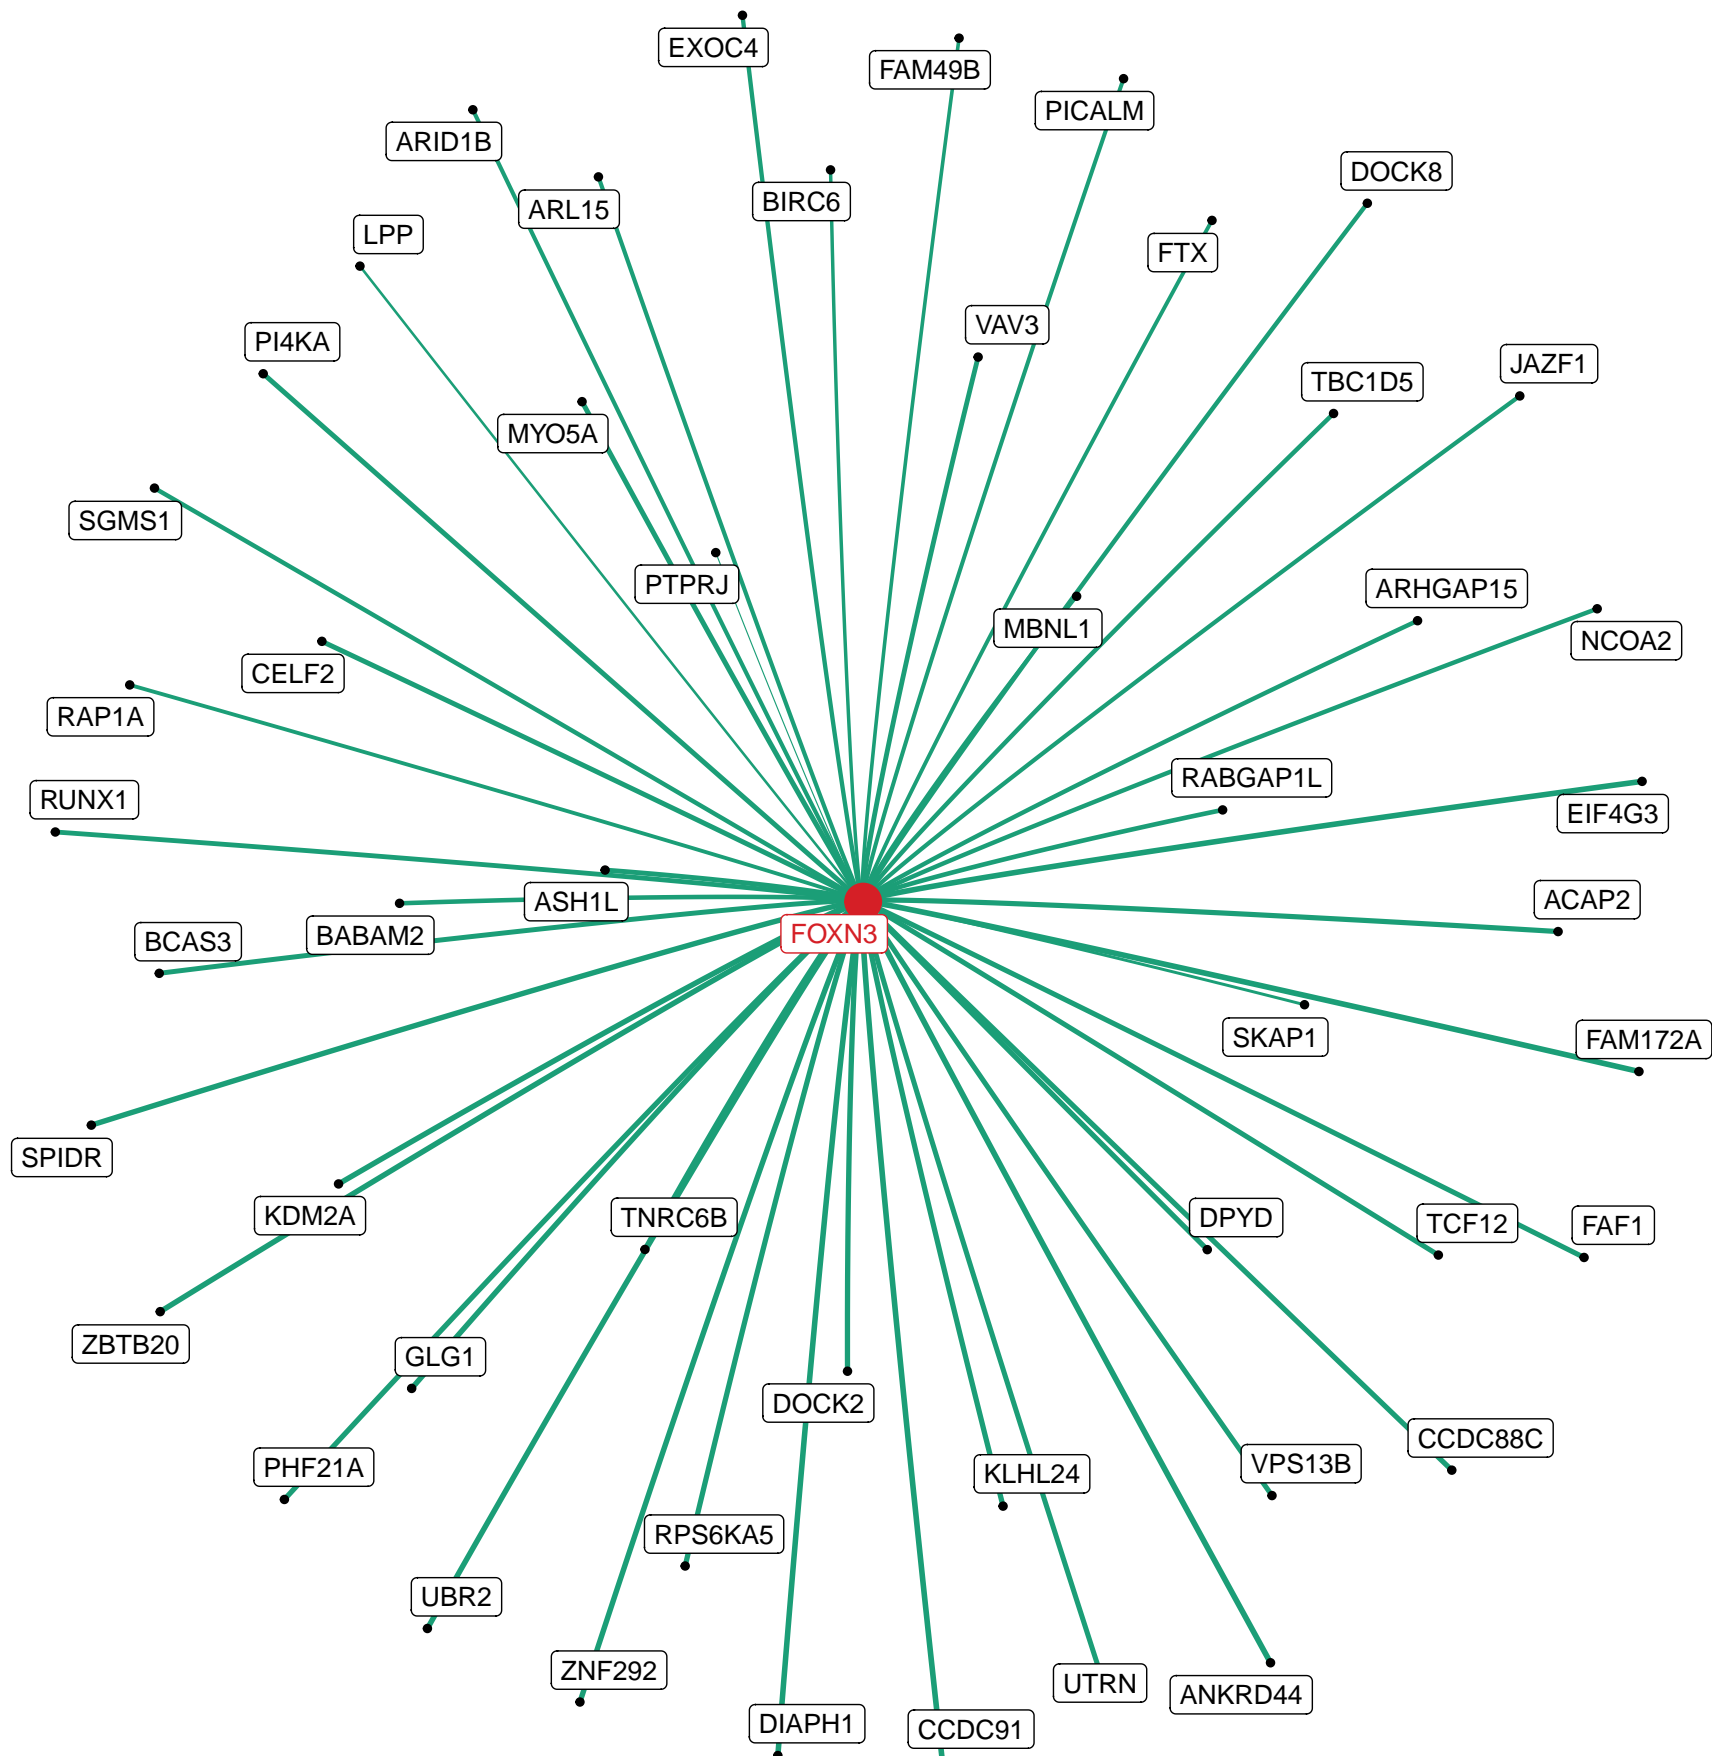 EXOC4
FAM49B
PICALM
ARID1B
DOCK8
BIRC6
ARL15
LPP
FTX
VAV3
PI4KA
JAZF1
TBC1D5
MYO5A
SGMS1
PTPRJ
ARHGAP15
MBNL1
NCOA2
CELF2
RAP1A
RABGAP1L
RUNX1
EIF4G3
ASH1L
ACAP2
FOXN3
BABAM2
BCAS3
SKAP1
FAM172A
SPIDR
KDM2A
TNRC6B
DPYD
TCF12
FAF1
ZBTB20
GLG1
DOCK2
CCDC88C
VPS13B
PHF21A
KLHL24
RPS6KA5
UBR2
ZNF292
UTRN
ANKRD44
DIAPH1
CCDC91